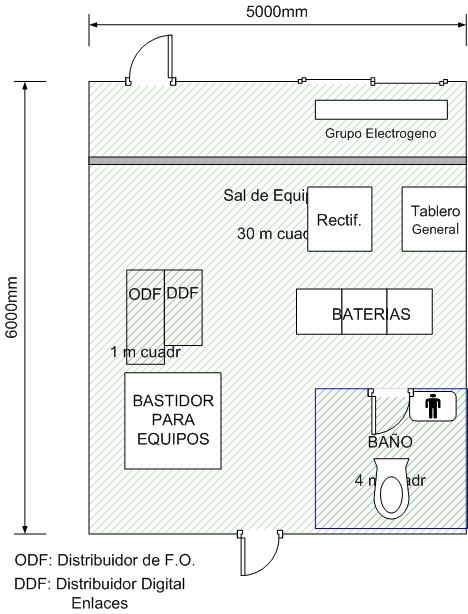 5000mm
6000mm
Grupo Electrogeno
Sal de Equip
30 m cuad
Rectif.
Tablero
General
ODF
DDF
BATERIAS
1 m cuadr
BASTIDOR
PARA
EQUIPOS
BAÑO
4 m adr
ODF: Distribuidor de F.O.
DDF: Distribuidor Digital
Enlaces